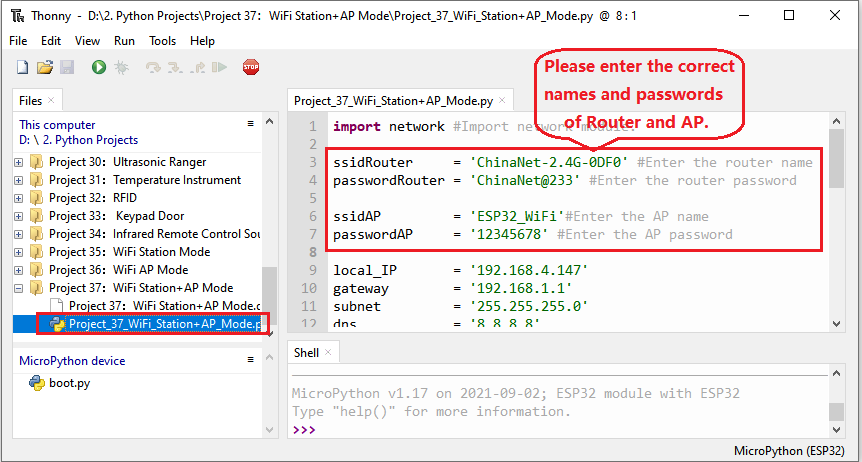 Thonny - D:\2. Python Projects\Project 37：WiFi Station+AP Mode\Project_37_WiFi_Station+AP_Mode.py @ 8 : 1
File Edit View Run Tools Help
STOP
Files ×
This computer
D: \ 2. Python Projects
Project 30：Ultrasonic Ranger
Project 31：Temperature Instrument
Project 32：RFID
Project 33： Keypad Door
Project 34：Infrared Remote Control Sou
Project 35：WiFi Station Mode
Project 36：WiFi AP Mode
Project 37：WiFi Station+AP Mode
Project 37：WiFi Station+AP Mode.
Project_37_WiFi_Station+AP_Mode.p
MicroPython device
boot.py
Please enter the correct
names and passwords
of Router and AP.
Project_37_WiFi_Station+AP_Mode.py ×
1 import network #Import network module.
2
3 ssidRouter = 'ChinaNet-2.4G-0DF0' #Enter the router name
4 passwordRouter = 'ChinaNet@233' #Enter the router password
5
6 ssidAP = 'ESP32_WiFi'#Enter the AP name
7 passwordAP = '12345678' #Enter the AP password
8
9 local_IP = '192.168.4.147'
10 gateway = '192.168.1.1'
11 subnet = '255.255.255.0'
12 dns = '8.8.8.8'
Shell ×
MicroPython v1.17 on 2021-09-02; ESP32 module with ESP32
Type "help()" for more information.
>>>
MicroPython (ESP32)